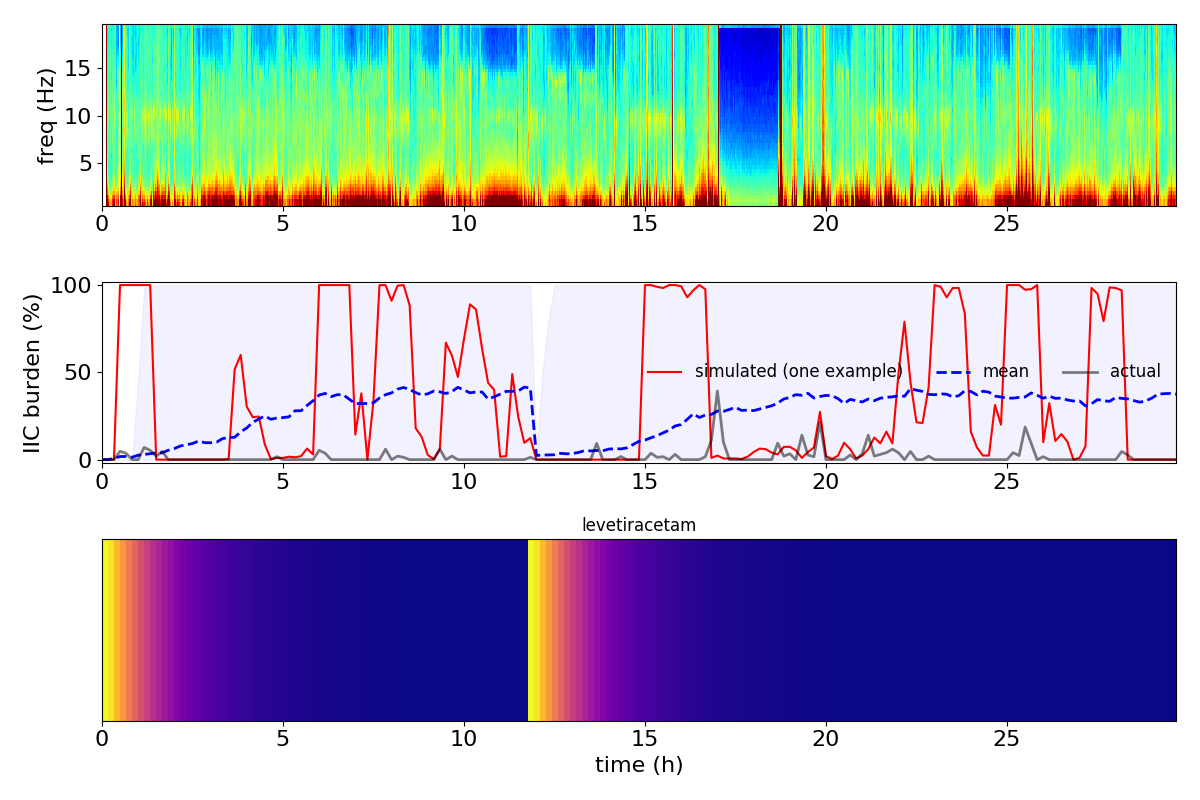 freq (Hz)
15
10
5
0 5 10 15 20 25
IIC burden (%)
100
50
0
simulated (one example) mean actual
0 5 10 15 20 25
levetiracetam
0 5 10 15 20 25
time (h)